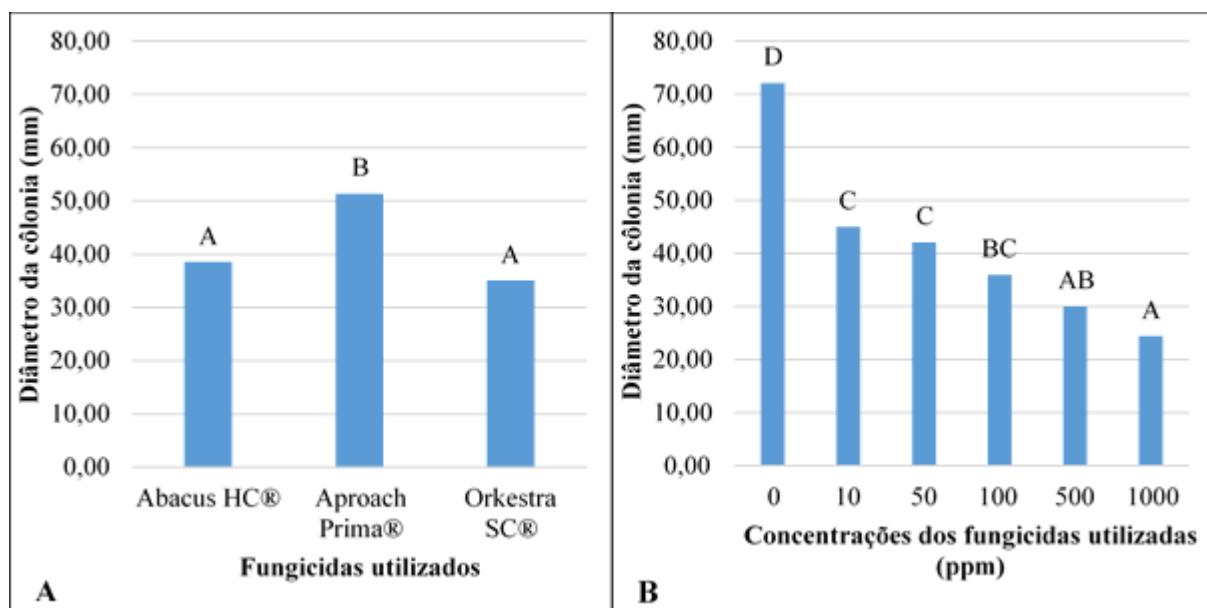 Diâmetro da côlonia (mm)
80,00
70,00
60,00
50,00
40,00
30,00
20,00
10,00
0,00
A
B
A
Abacus HC®
Aproach
Prima®
Orkestra
SC®
Fungicidas utilizados
A
Diâmetro da côlonia (mm)
80,00
70,00
60,00
50,00
40,00
30,00
20,00
10,00
0,00
D
C
C
BC
AB
A
0 10 50 100 500 1000
Concentrações dos fungicidas utilizadas
(ppm)
B